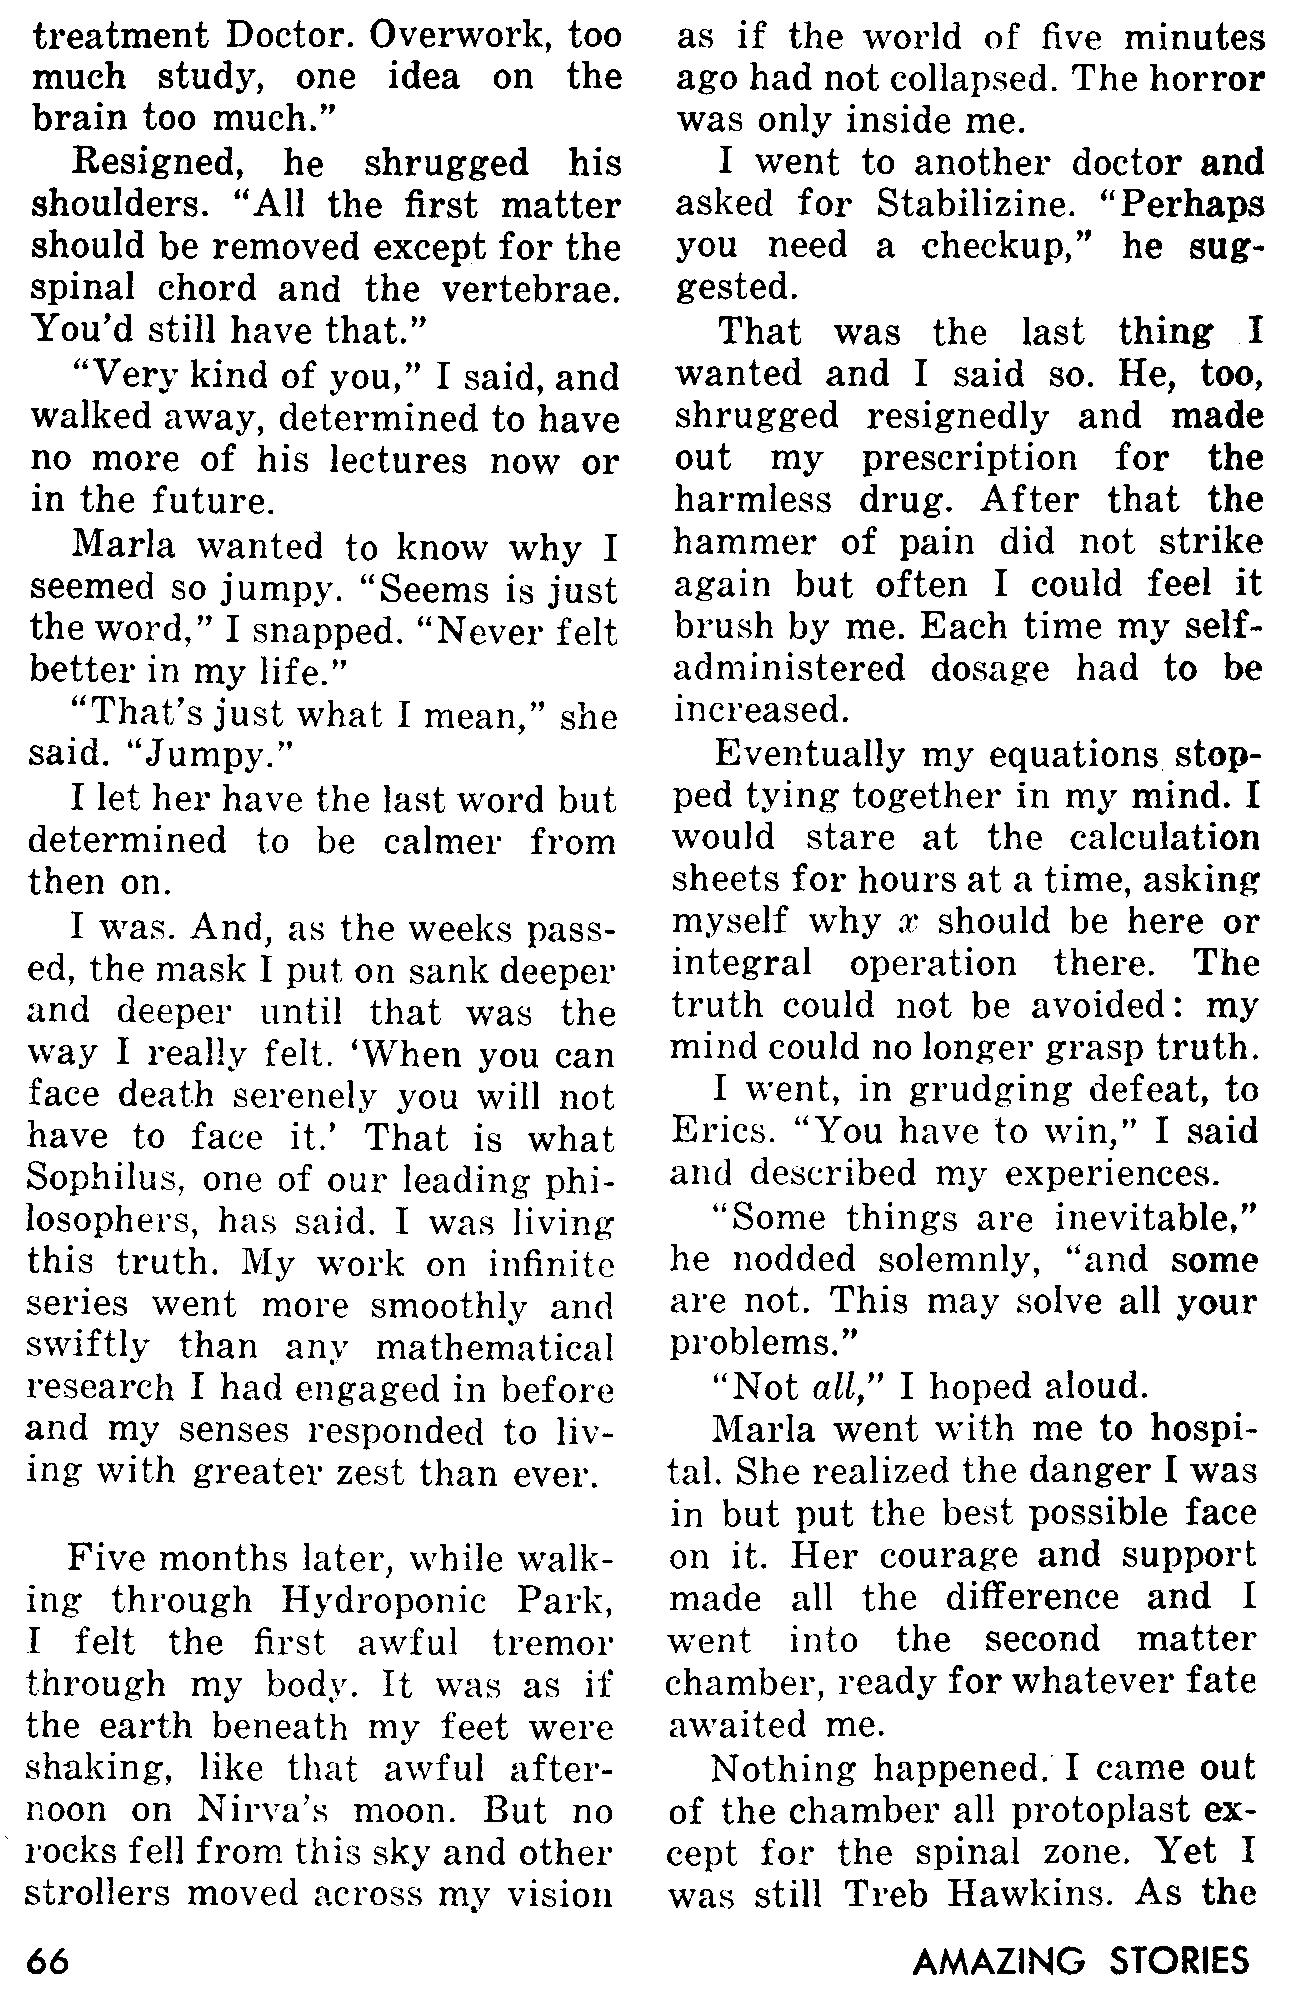 treatment Doctor. Overwork, too
much study, one idea on the
brain too much.”
Resigned, he shrugged his
shoulders. “All the first matter
should be removed except for the
spinal chord and the vertebrae.
You’d still have that.”
“Very kind of you,” I said, and
walked away, determined to have
no more of his lectures now or
in the future.
Marla wanted to know why I
seemed so jumpy. “Seems is just
the word,” I snapped. “Never felt
better in my life.”
“That’s just what I mean,” she
said. “Jumpy.”
I let her have the last word but
determined to be calmer from
then on.
I was. And, as the weeks pass-
ed, the mask I put on sank deeper
and deeper until that was the
way I really felt. ‘When you can
face death serenely you will not
have to face it.’ That is what
Sophilus, one of our leading phi-
losophers, has said. I was living
this truth. My work on infinite
series went more smoothly and
swiftly than any mathematical
research I had engaged in before
and my senses responded to liv-
ing with greater zest than ever.
Five months later, while walk-
ing through Hydroponic Park,
I felt the first awful tremor
through my body. It was as if
the earth beneath my feet were
shaking, like that awful after-
noon on Nirva’s moon. But no
rocks fell from this sky and other
strollers moved across my vision
as if the world of five minutes
ago had not collapsed. The horror
was only inside me.
I went to another doctor and
asked for Stabilizine. “Perhaps
you need a checkup,” he sug-
gested.
That was the last thing I
wanted and I said so. He, too,
shrugged resignedly and made
out my prescription for the
harmless drug. After that the
hammer of pain did not strike
again but often I could feel it
brush by me. Each time my self-
administered dosage had to be
increased.
Eventually my equations stop-
ped tying together in my mind. I
would stare at the calculation
sheets for hours at a time, asking
myself why x should be here or
integral operation there. The
truth could not be avoided: my
mind could no longer grasp truth.
I went, in grudging defeat, to
Erics. “You have to win,” I said
and described my experiences.
“Some things are inevitable,”
he nodded solemnly, “and some
are not. This may solve all your
problems.”
“Not all,” I hoped aloud.
Marla went with me to hospi-
tal. She realized the danger I was
in but put the best possible face
on it. Her courage and support
made all the difference and I
went into the second matter
chamber, ready for whatever fate
awaited me.
Nothing happened. I came out
of the chamber all protoplast ex-
cept for the spinal zone. Yet I
was still Treb Hawkins. As the
66
AMAZING STORIES